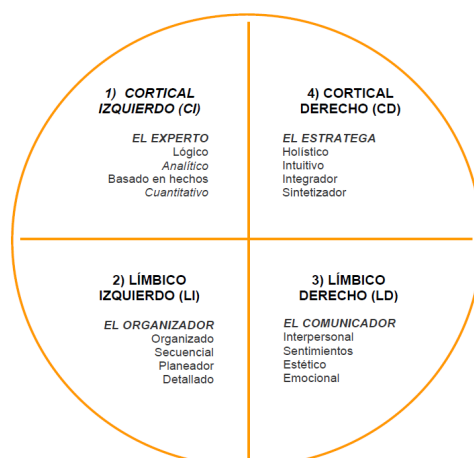 1) CORTICAL
IZQUIERDO (CI)
EL EXPERTO
Lógico
Analítico
Basado en hechos
Cuantitativo
4) CORTICAL
DERECHO (CD)
EL ESTRATEGA
Holístico
Intuitivo
Integrador
Sintetizador
2) LÍMBICO
IZQUIERDO (LI)
EL ORGANIZADOR
Organizado
Secuencial
Planeador
Detallado
3) LÍMBICO
DERECHO (LD)
EL COMUNICADOR
Interpersonal
Sentimientos
Estético
Emocional